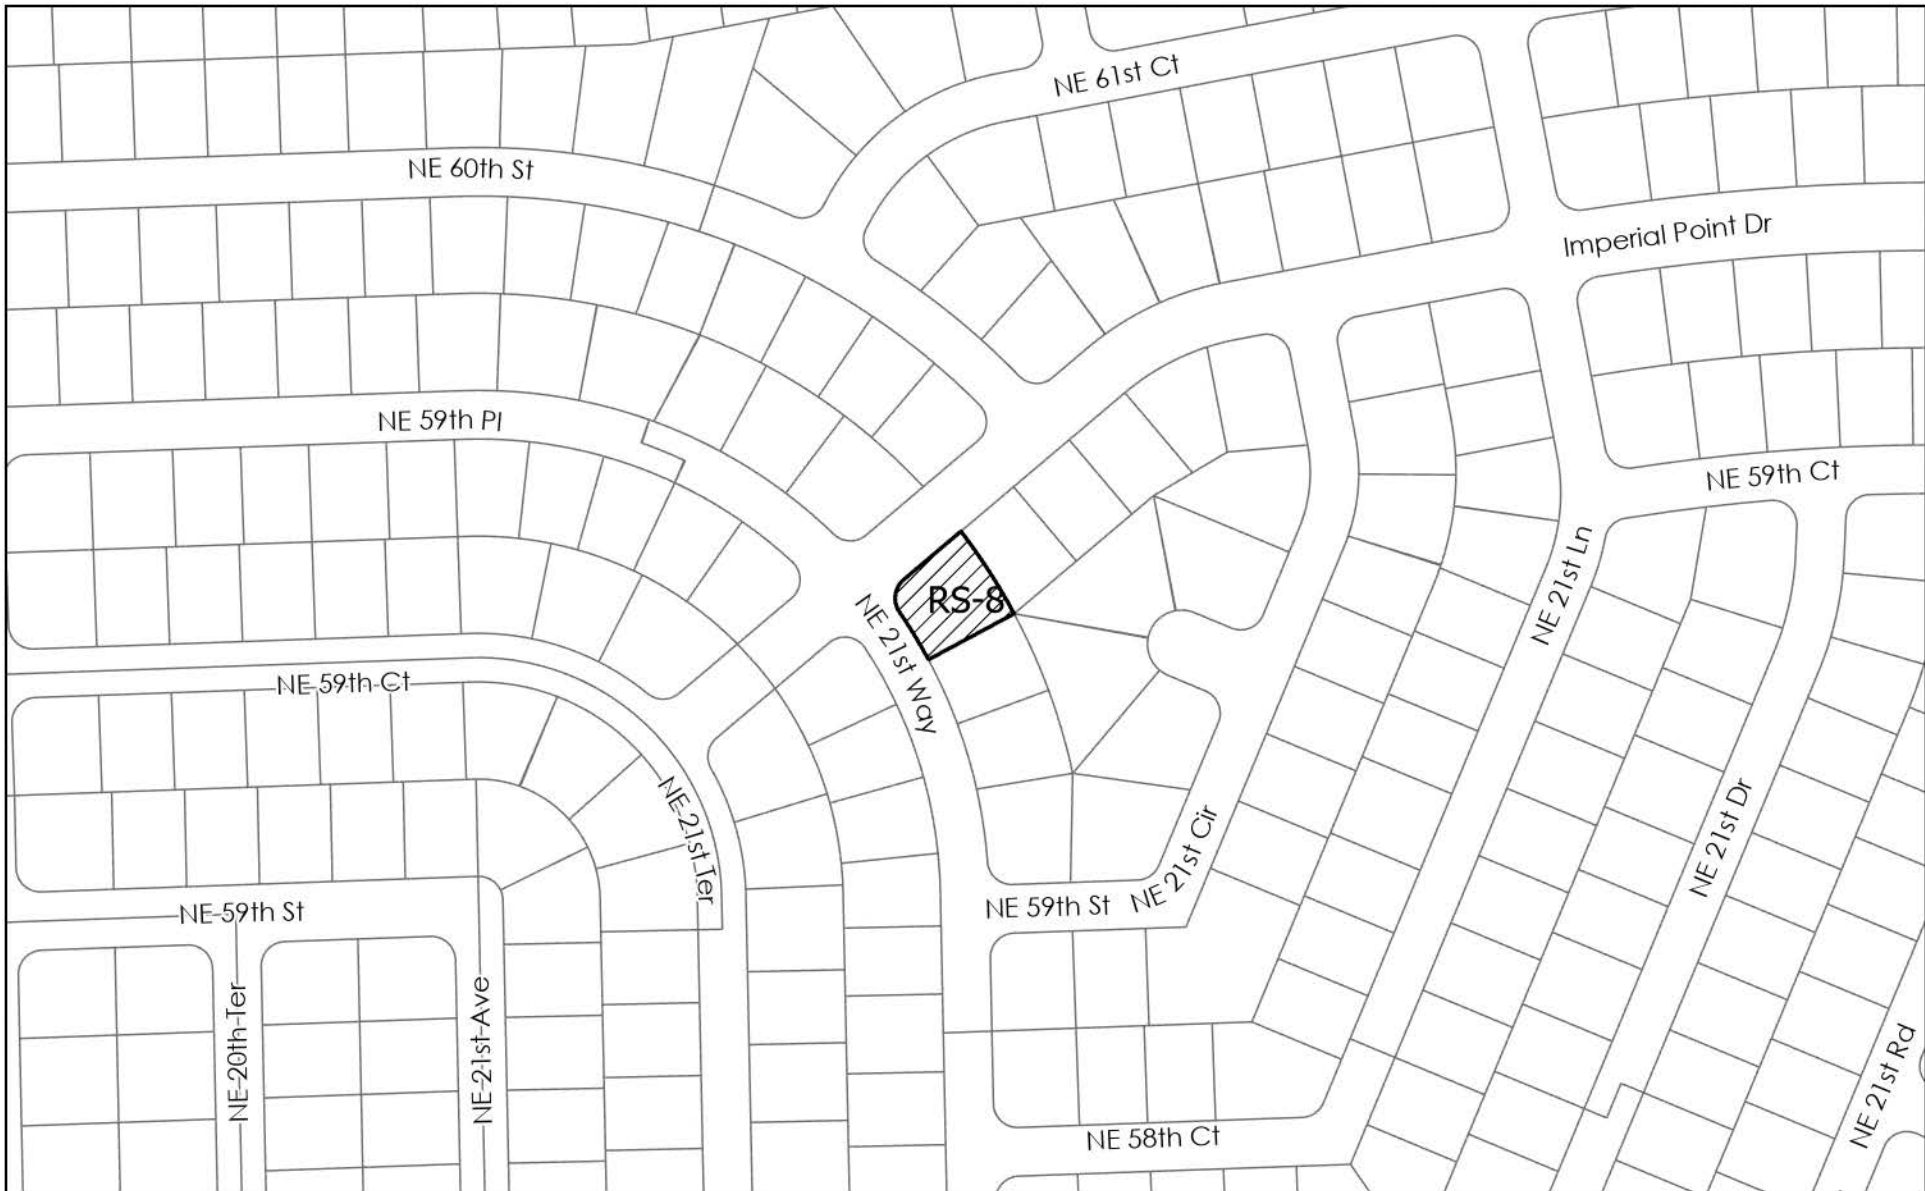 NE 61st Ct
NE 60th St
Imperial Point Dr
NE 59th Pl
NE 59th Ct
RS-8
NE 21st Ln
NE 21st Way
NE 59th Ct
NE 21st Ter
NE 21st Cir
NE 21st Dr
NE 59th St
NE 59th St
NE 20th Ter
NE 21st Ave
NE 21st Rd
NE 58th Ct